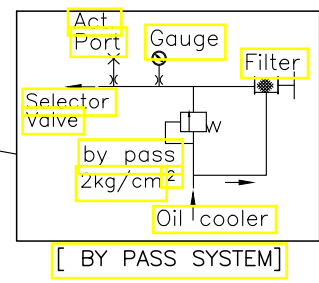 Act.
Port
Gauge
Filter
Selector
Valve
by pass
2kg/cm²
Oil cooler
[ BY PASS SYSTEM]